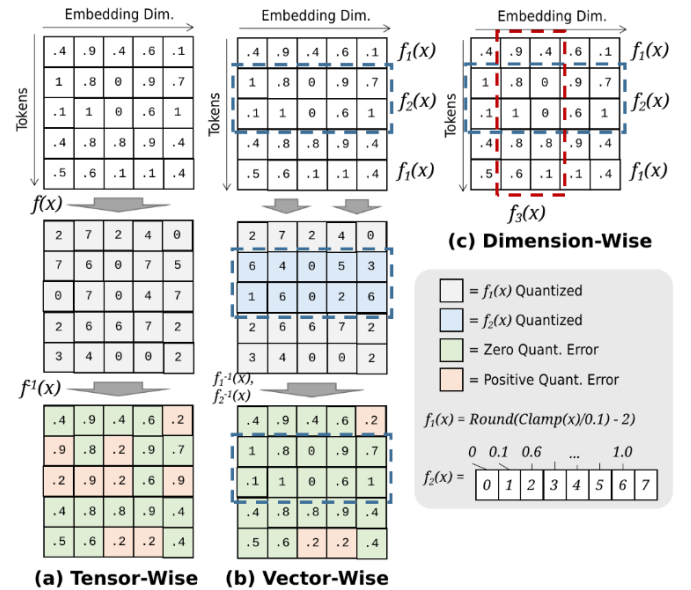 Embedding Dim.
Tokens
.4 .9 .4 .6 .1
1 .8 0 .9 .7
.1 1 0 .6 1
.4 .8 .8 .9 .4
.5 .6 .1 .1 .4
f(x)
2 7 2 4 0
7 6 0 7 5
0 7 0 4 7
2 6 6 7 2
3 4 0 0 2
f⁻¹(x)
.4 .9 .4 .6 .2
.9 .8 .2 .9 .7
.2 .9 .2 .6 .9
.4 .8 .8 .9 .4
.5 .6 .2 .2 .4
(a) Tensor-Wise
Embedding Dim.
Tokens
.4 .9 .4 .6 .1 f₁(x)
1 .8 0 .9 .7
.1 1 0 .6 1
f₂(x)
.4 .8 .8 .9 .4
.5 .6 .1 .1 .4 f₁(x)
2 7 2 4 0
6 4 0 5 3
1 6 0 2 6
2 6 6 7 2
3 4 0 0 2
f₁⁻¹(x),
f₂⁻¹(x)
.4 .9 .4 .6 .2
1 .8 0 .9 .7
.1 1 0 .6 1
.4 .8 .8 .9 .4
.5 .6 .2 .2 .4
(b) Vector-Wise
Embedding Dim.
Tokens
.4 .9 .4 .6 .1 f₁(x)
1 .8 0 .9 .7
.1 1 0 .6 1
f₂(x)
.4 .8 .8 .9 .4
.5 .6 .1 .1 .4 f₁(x)
f₃(x)
(c) Dimension-Wise
= f₁(x) Quantized
= f₂(x) Quantized
= Zero Quant. Error
= Positive Quant. Error
f₁(x) = Round(Clamp(x)/0.1) - 2)
0 0.1 0.6 ... 1.0
f₂(x) = 0 1 2 3 4 5 6 7